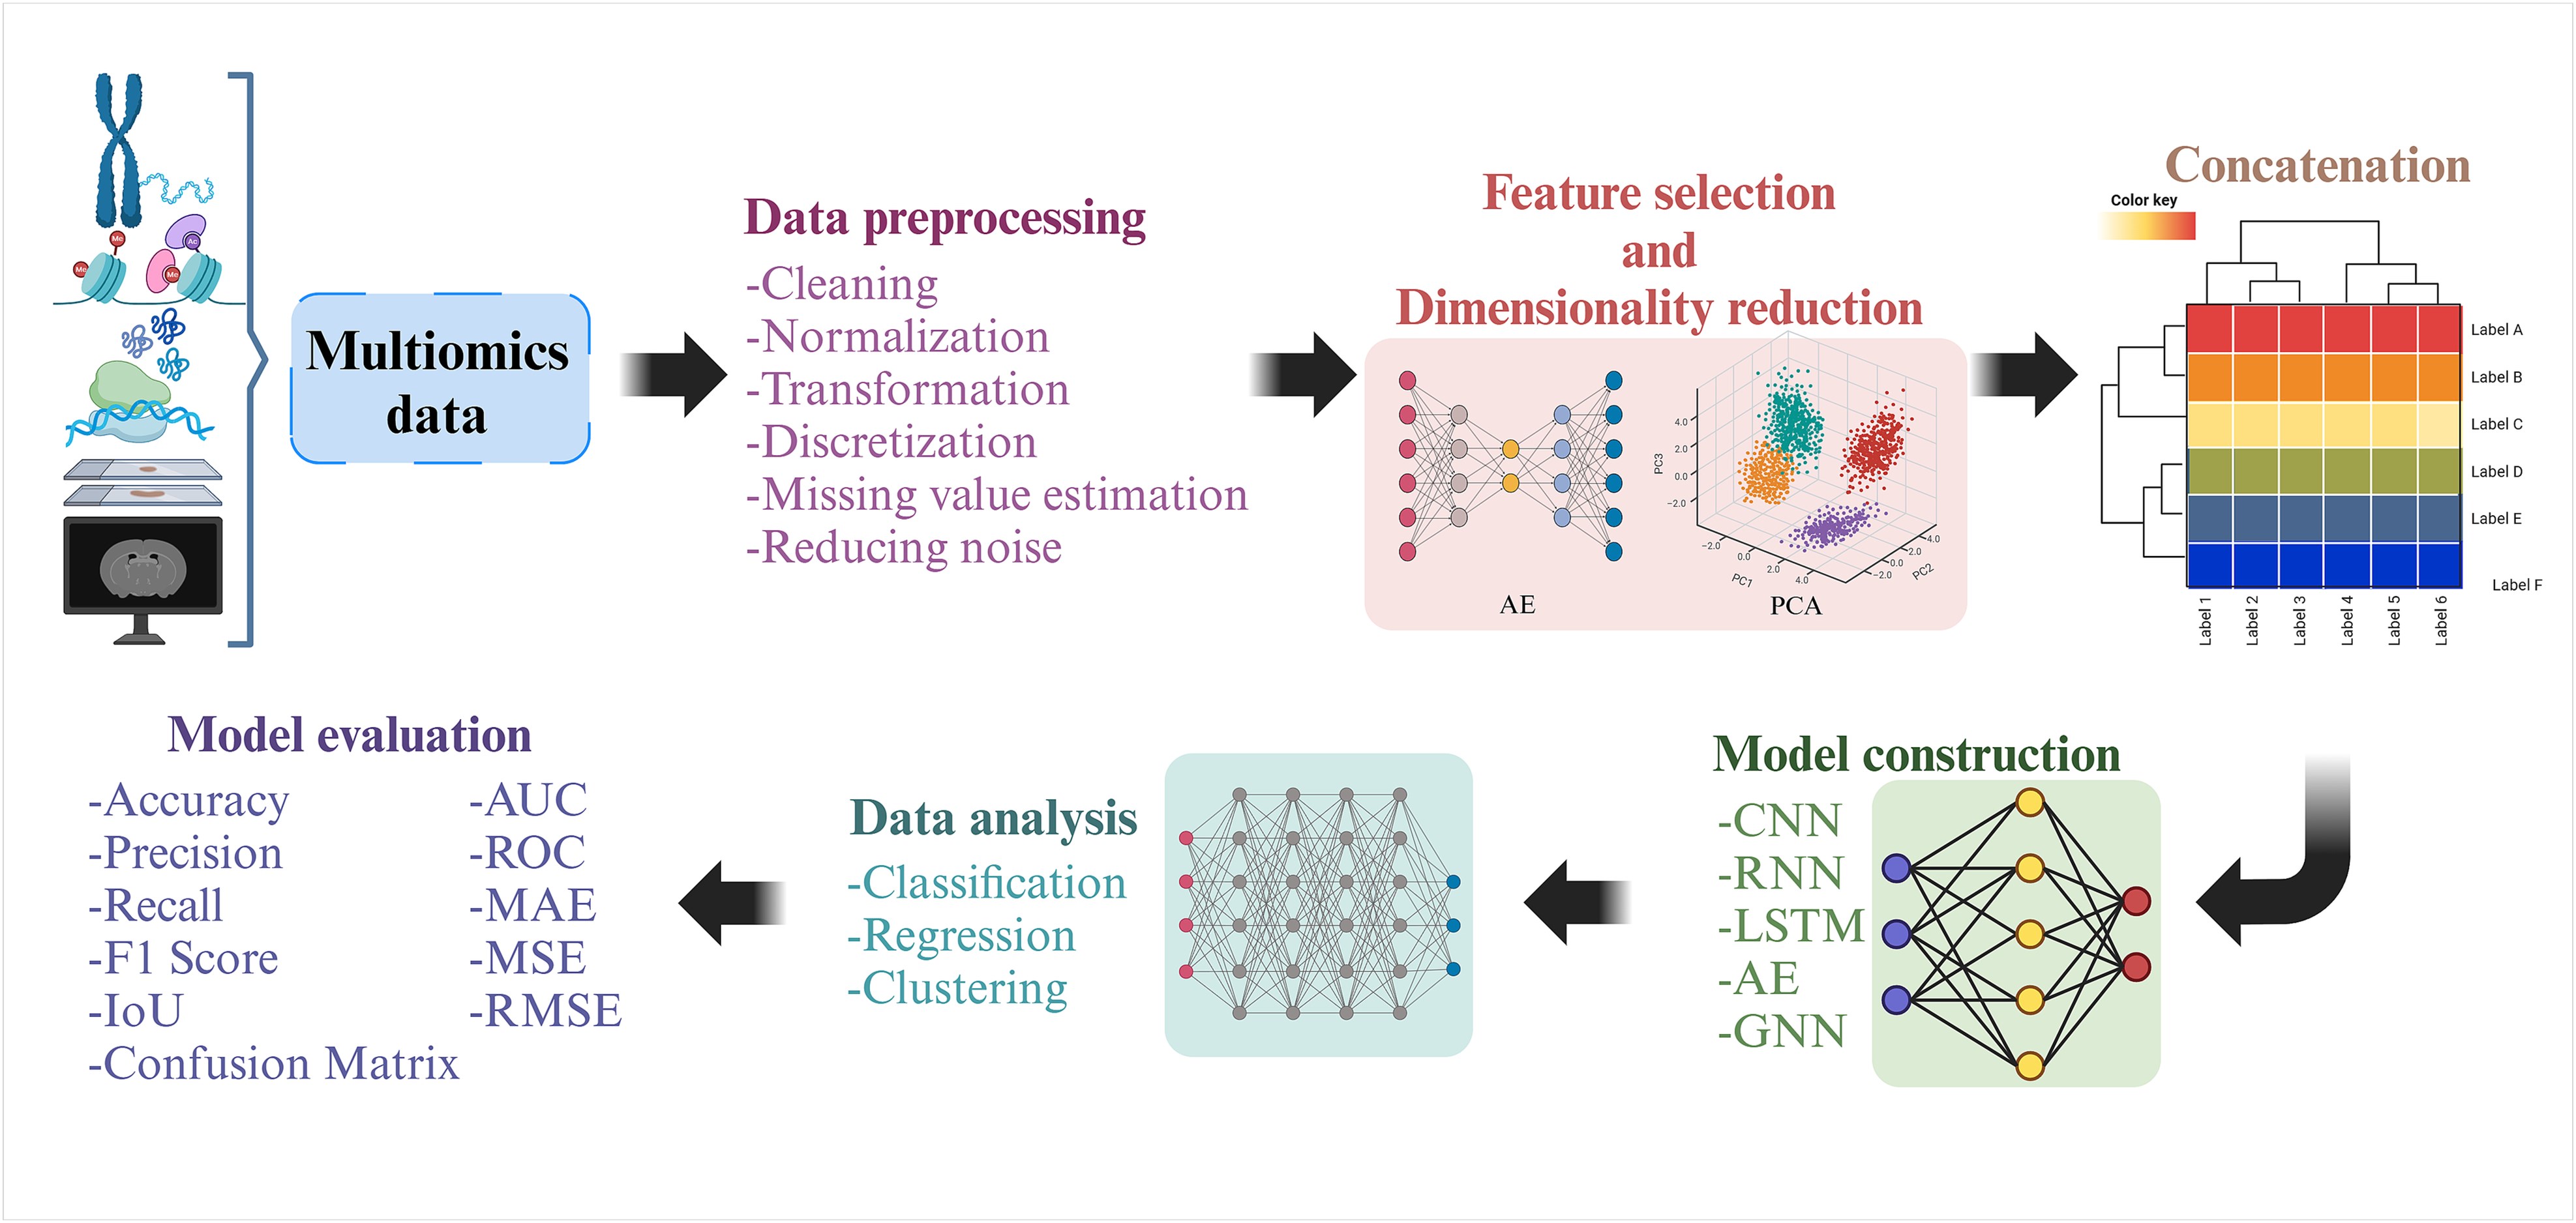 Me
Ac
Me
Me
Multiomics
data
Data preprocessing
-Cleaning
-Normalization
-Transformation
-Discretization
-Missing value estimation
-Reducing noise
Feature selection
and
Dimensionality reduction
AE
4.0
2.0
0.0
−2.0
PC3
−2.0
0.0
2.0
4.0
PC1
−2.0
0.0
2.0
4.0
PC2
PCA
Concatenation
Color key
Label A
Label B
Label C
Label D
Label E
Label F
Label 1
Label 2
Label 3
Label 4
Label 5
Label 6
Model construction
-CNN
-RNN
-LSTM
-AE
-GNN
Data analysis
-Classification
-Regression
-Clustering
Model evaluation
-Accuracy
-Precision
-Recall
-F1 Score
-IoU
-Confusion Matrix
-AUC
-ROC
-MAE
-MSE
-RMSE